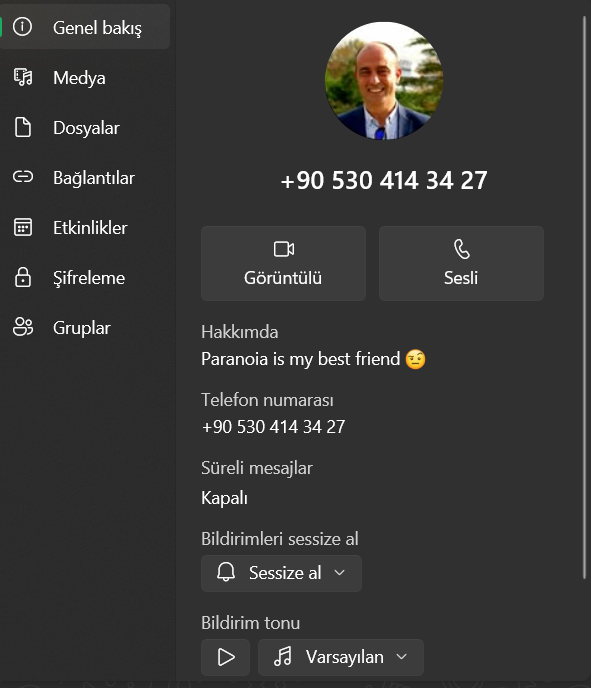 Genel bakış
Medya
Dosyalar
Bağlantılar
Etkinlikler
Şifreleme
Gruplar
+90 530 414 34 27
Görüntülü
Sesli
Hakkımda
Paranoia is my best friend 🤨
Telefon numarası
+90 530 414 34 27
Süreli mesajlar
Kapalı
Bildirimleri sessize al
Sessize al
Bildirim tonu
Varsayılan